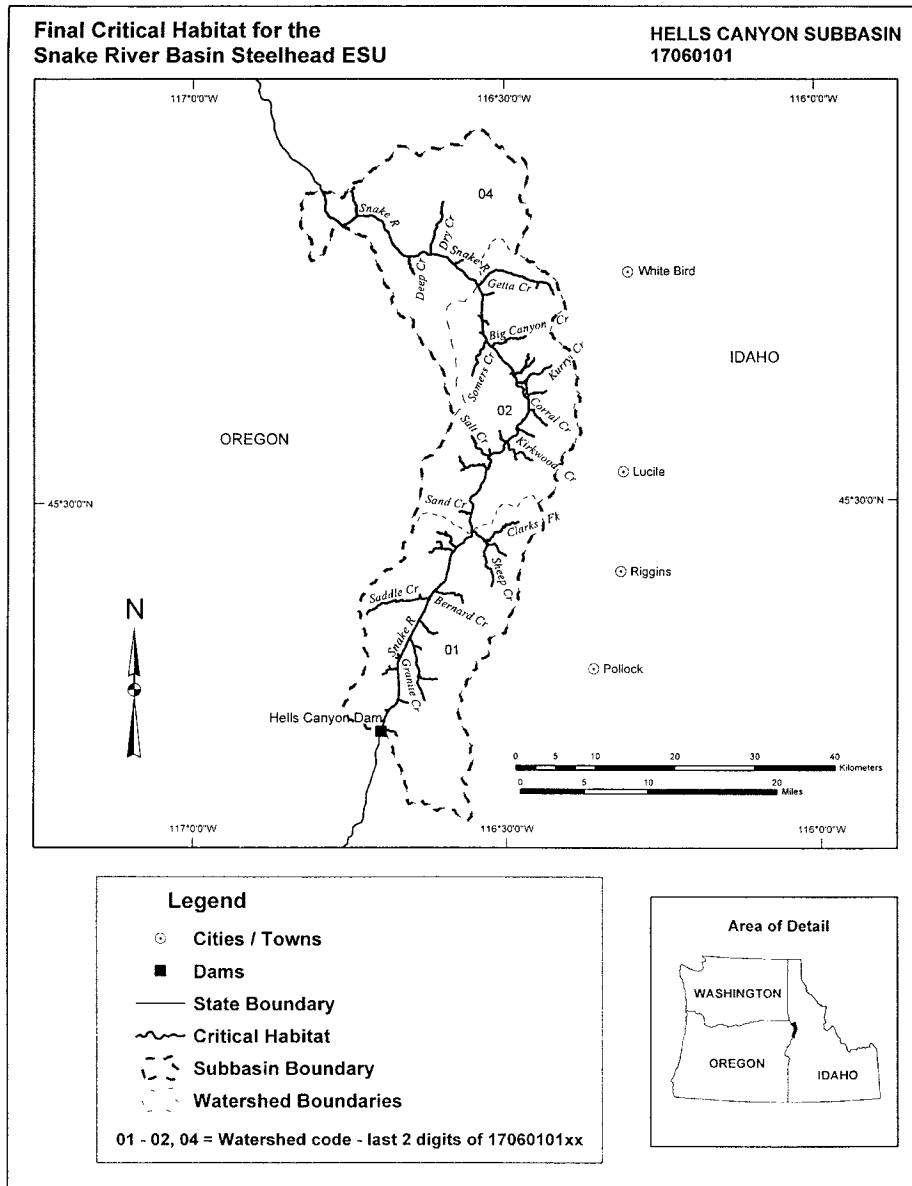 Final Critical Habitat for the
Snake River Basin Steelhead ESU
HELLS CANYON SUBBASIN
17060101
117°0'0"W
116°30'0"W
116°0'0"W
04
Snake R
Dry Cr
Snake R
Deep Cr
Getta Cr
White Bird
Big Canyon Cr
Somers Cr
Kurry Cr
IDAHO
02
Corral Cr
OREGON
Salt Cr
Kirkwood Cr
Lucile
45°30'0"N
45°30'0"N
Sand Cr
Clarks Fk
Sheep Cr
Riggins
Saddle Cr
Bernard Cr
N
Snake R
01
Granite Cr
Pollock
Hells Canyon Dam
0 5 10 20 30 40
Kilometers
0 5 10 20
Miles
117°0'0"W
116°30'0"W
116°0'0"W
Legend
Cities / Towns
Dams
State Boundary
Critical Habitat
Subbasin Boundary
Watershed Boundaries
01 - 02, 04 = Watershed code - last 2 digits of 17060101xx
Area of Detail
WASHINGTON
OREGON
IDAHO